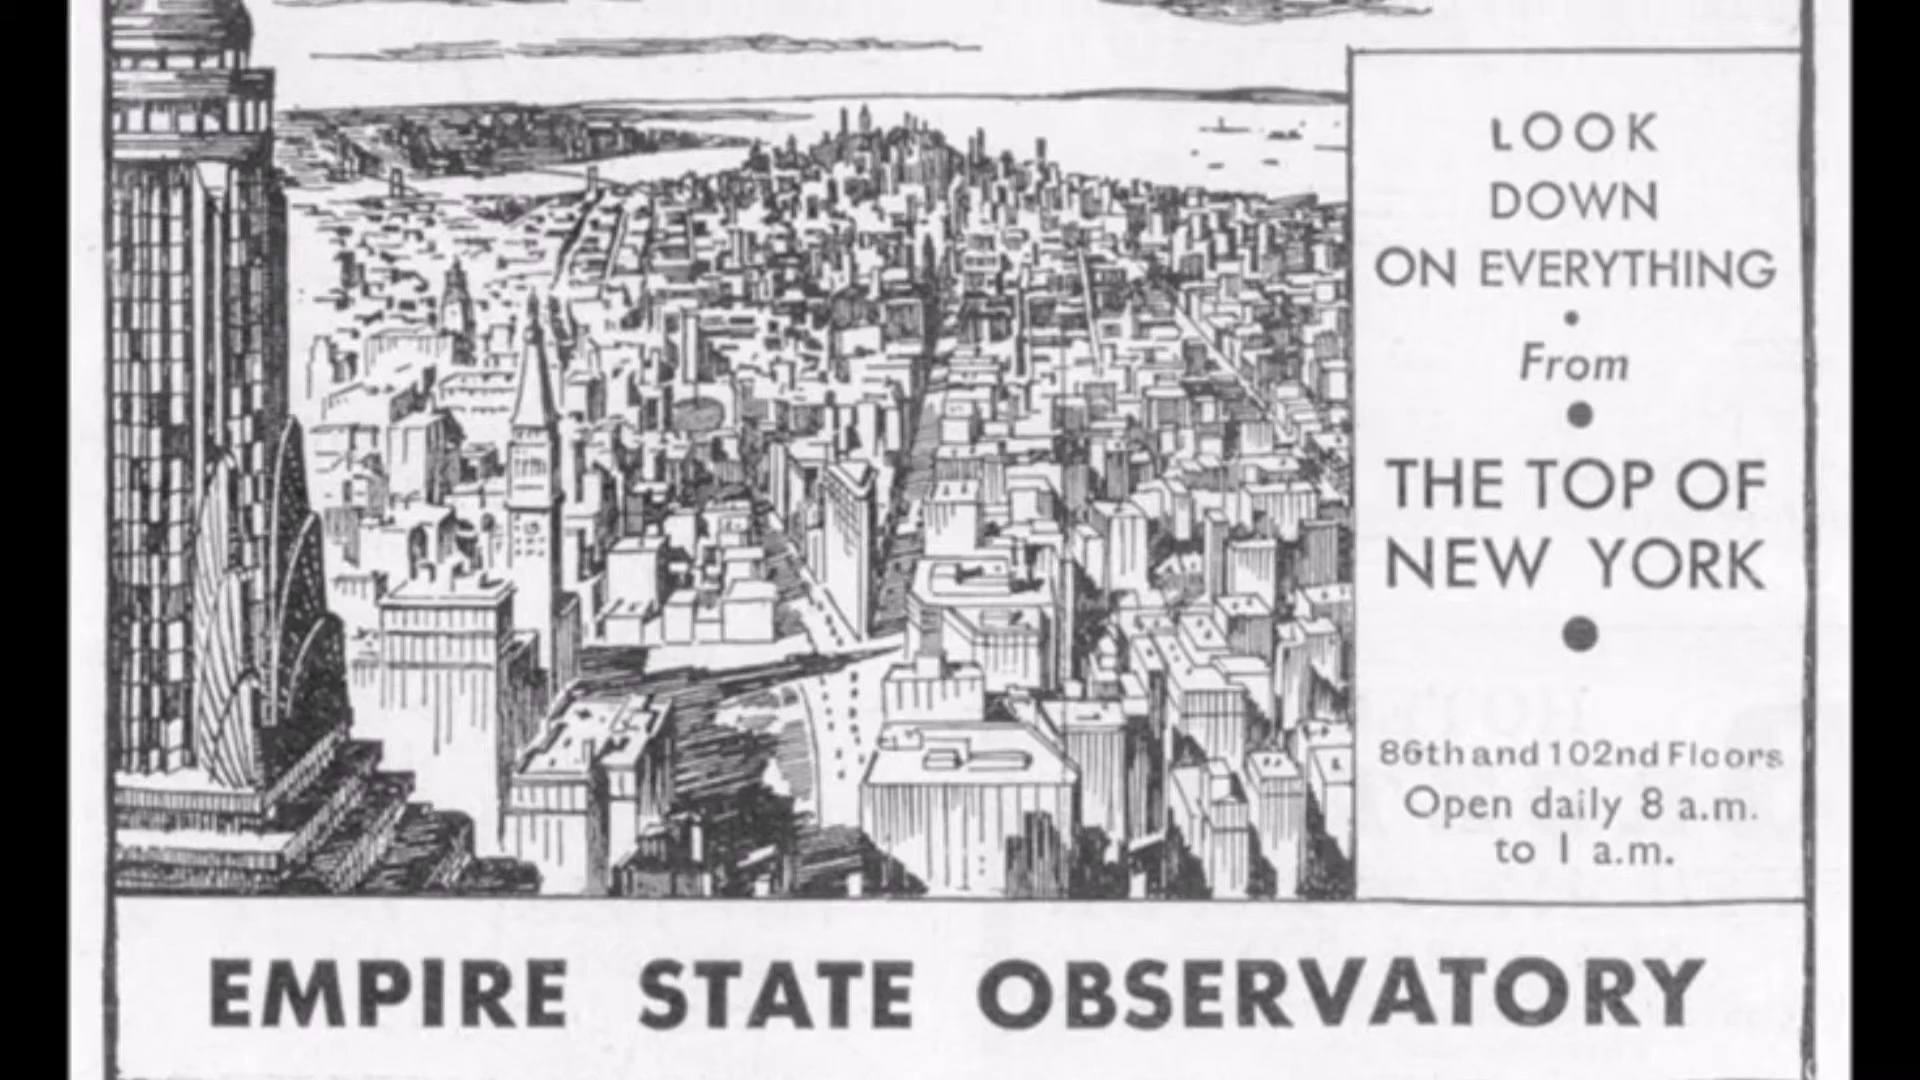 LOOK
DOWN
ON EVERYTHING
From
THE TOP OF
NEW YORK
86th and 102nd Floors
Open daily 8 a.m.
to 1 a.m.
EMPIRE STATE OBSERVATORY